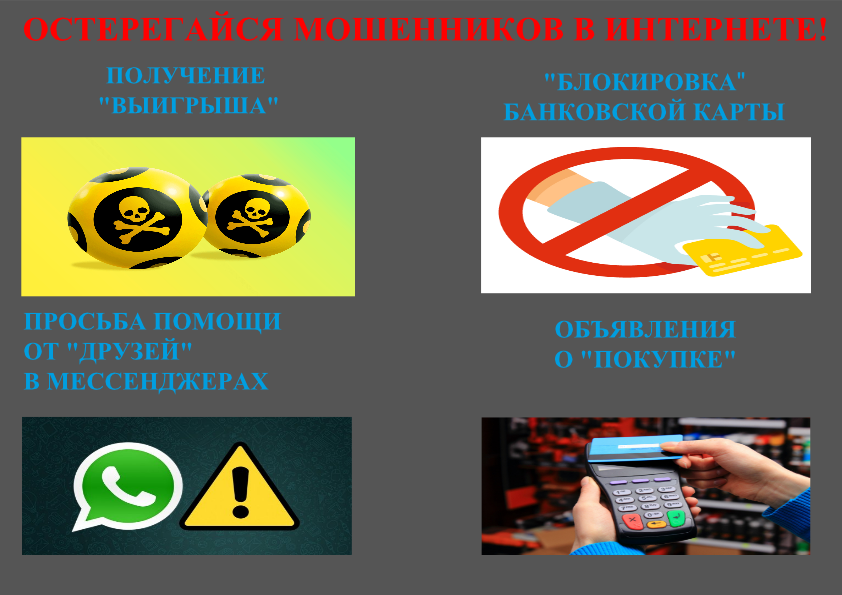 ОСТЕРЕГАЙСЯ МОШЕННИКОВ В ИНТЕРНЕТЕ!
ПОЛУЧЕНИЕ
"ВЫИГРЫША"
"БЛОКИРОВКА"
БАНКОВСКОЙ КАРТЫ
ПРОСЬБА ПОМОЩИ
ОТ "ДРУЗЕЙ"
В МЕССЕНДЖЕРАХ
ОБЪЯВЛЕНИЯ
О "ПОКУПКЕ"